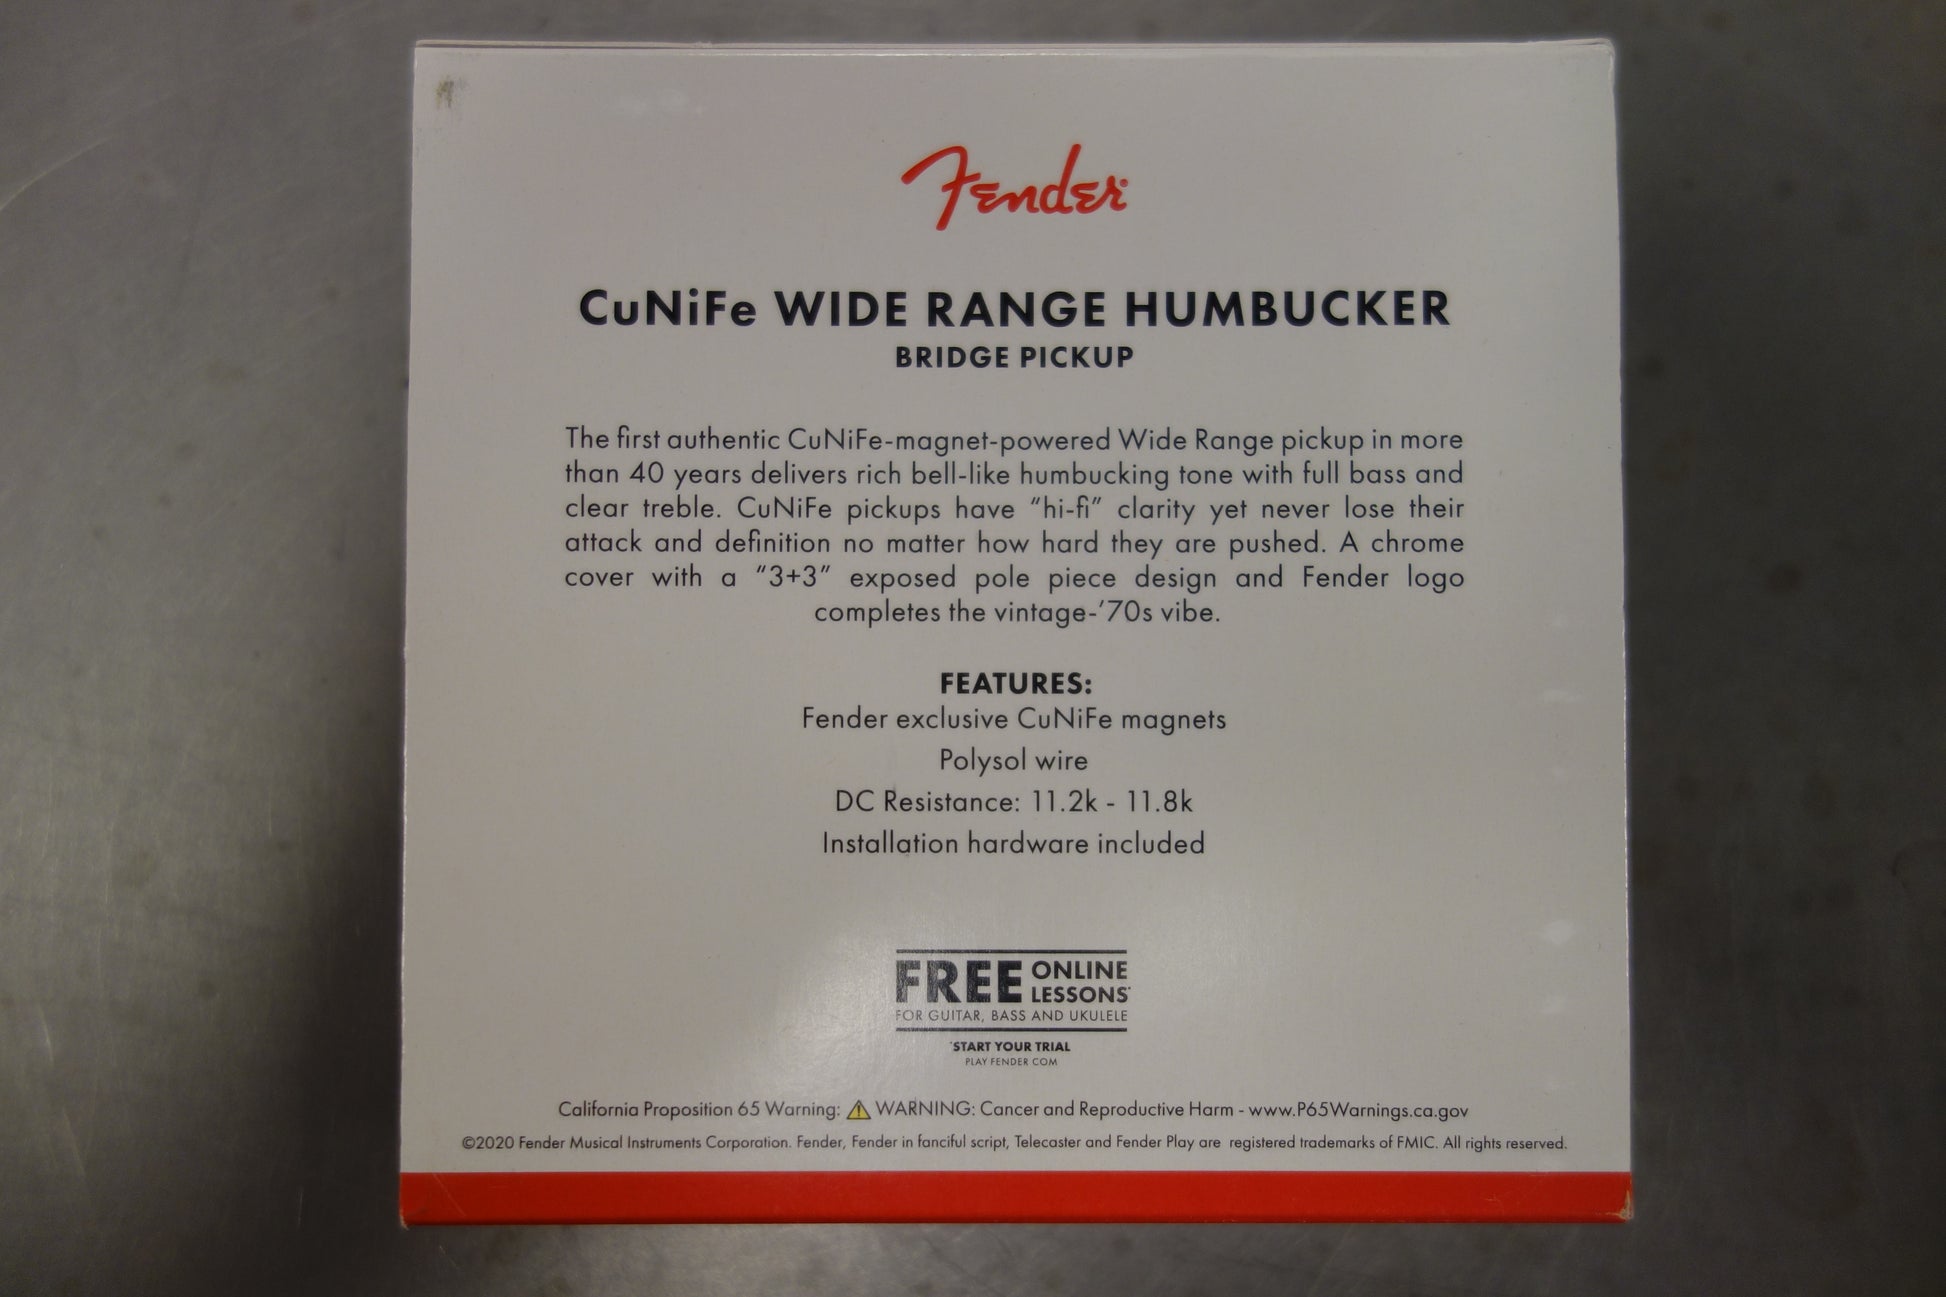 Fender
CuNiFe WIDE RANGE HUMBUCKER
BRIDGE PICKUP
The first authentic CuNiFe-magnet-powered Wide Range pickup in more
than 40 years delivers rich bell-like humbucking tone with full bass and
clear treble. CuNiFe pickups have “hi-fi” clarity yet never lose their
attack and definition no matter how hard they are pushed. A chrome
cover with a “3+3” exposed pole piece design and Fender logo
completes the vintage-’70s vibe.
FEATURES:
Fender exclusive CuNiFe magnets
Polysol wire
DC Resistance: 11.2k - 11.8k
Installation hardware included
FREE ONLINE LESSONS*
FOR GUITAR, BASS AND UKULELE
*START YOUR TRIAL
PLAY.FENDER.COM
California Proposition 65 Warning: ⚠ WARNING: Cancer and Reproductive Harm - www.P65Warnings.ca.gov
©2020 Fender Musical Instruments Corporation. Fender, Fender in fanciful script, Telecaster and Fender Play are registered trademarks of FMIC. All rights reserved.